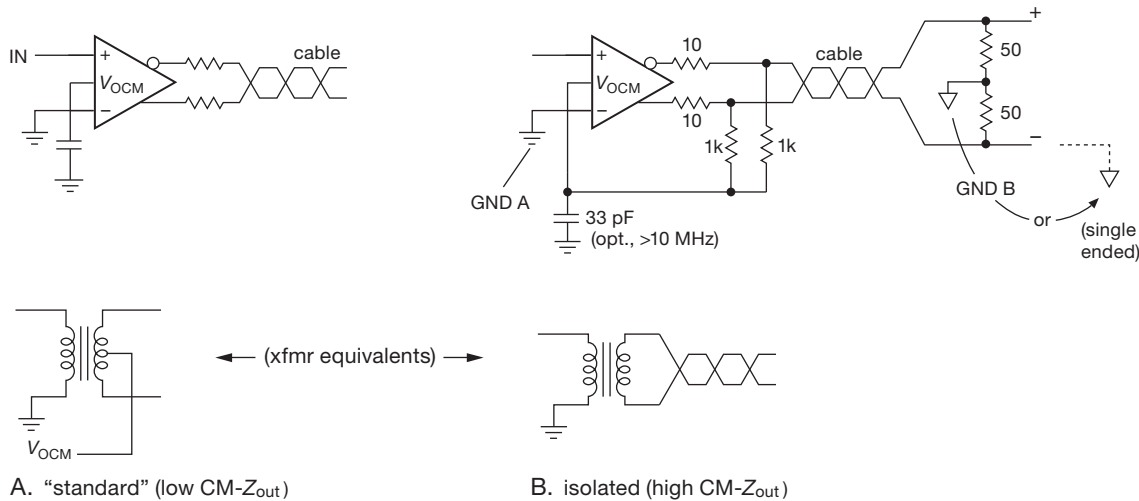 IN
+
V_OCM
−
cable
+
V_OCM
−
10
10
1k
1k
cable
+
50
50
−
GND A
GND B
or
(single
ended)
33 pF
(opt., >10 MHz)
(xfmr equivalents)
V_OCM
A. “standard” (low CM-Z_out)
B. isolated (high CM-Z_out)